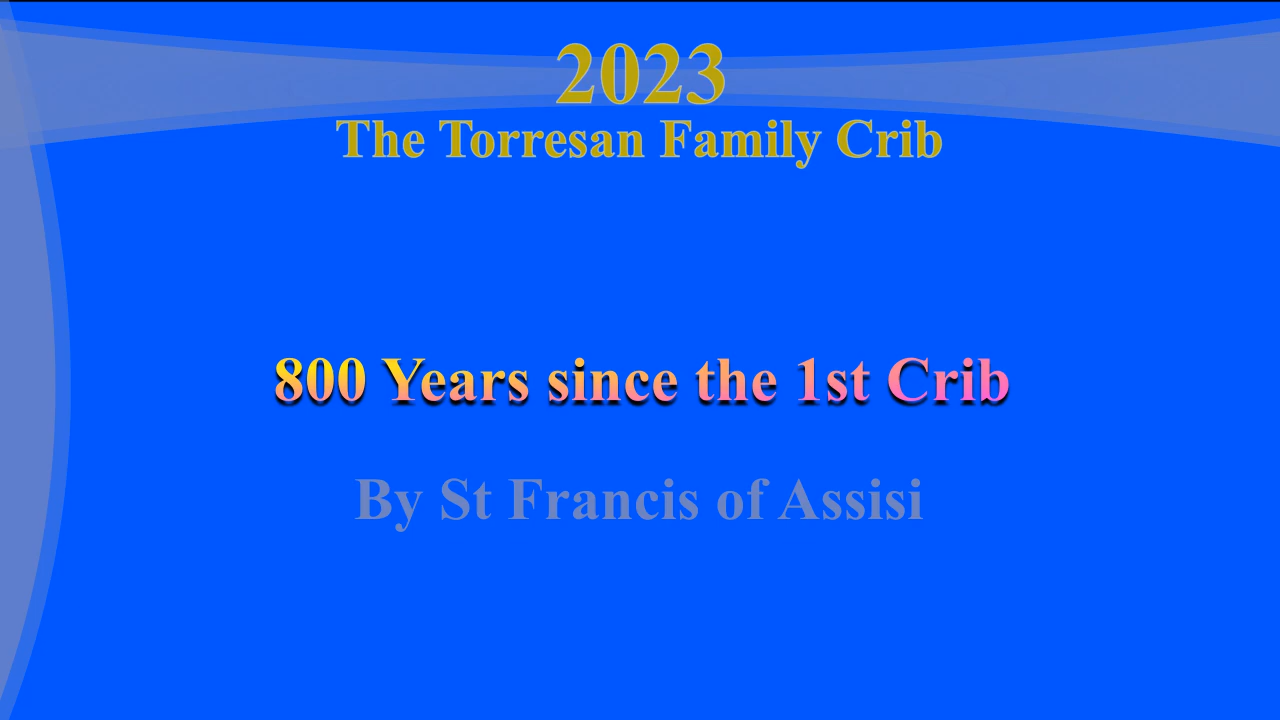 2023
The Torresan Family Crib
800 Years since the 1st Crib
By St Francis of Assisi